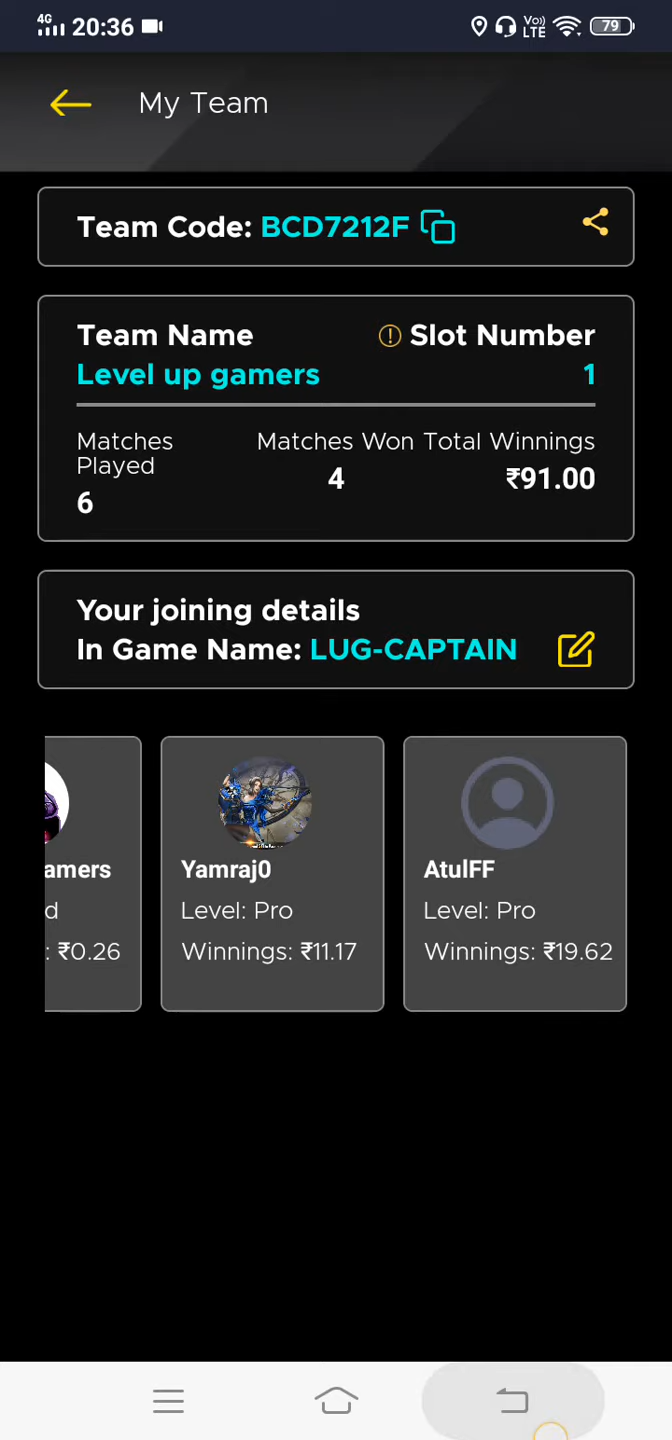 4G 20:36 Vo) LTE 79
My Team
Team Code: BCD7212F
Team Name Slot Number
Level up gamers 1
Matches Played Matches Won Total Winnings
6 4 ₹91.00
Your joining details
In Game Name: LUG-CAPTAIN
amers Yamraj0 AtulFF
d Level: Pro Level: Pro
: ₹0.26 Winnings: ₹11.17 Winnings: ₹19.62